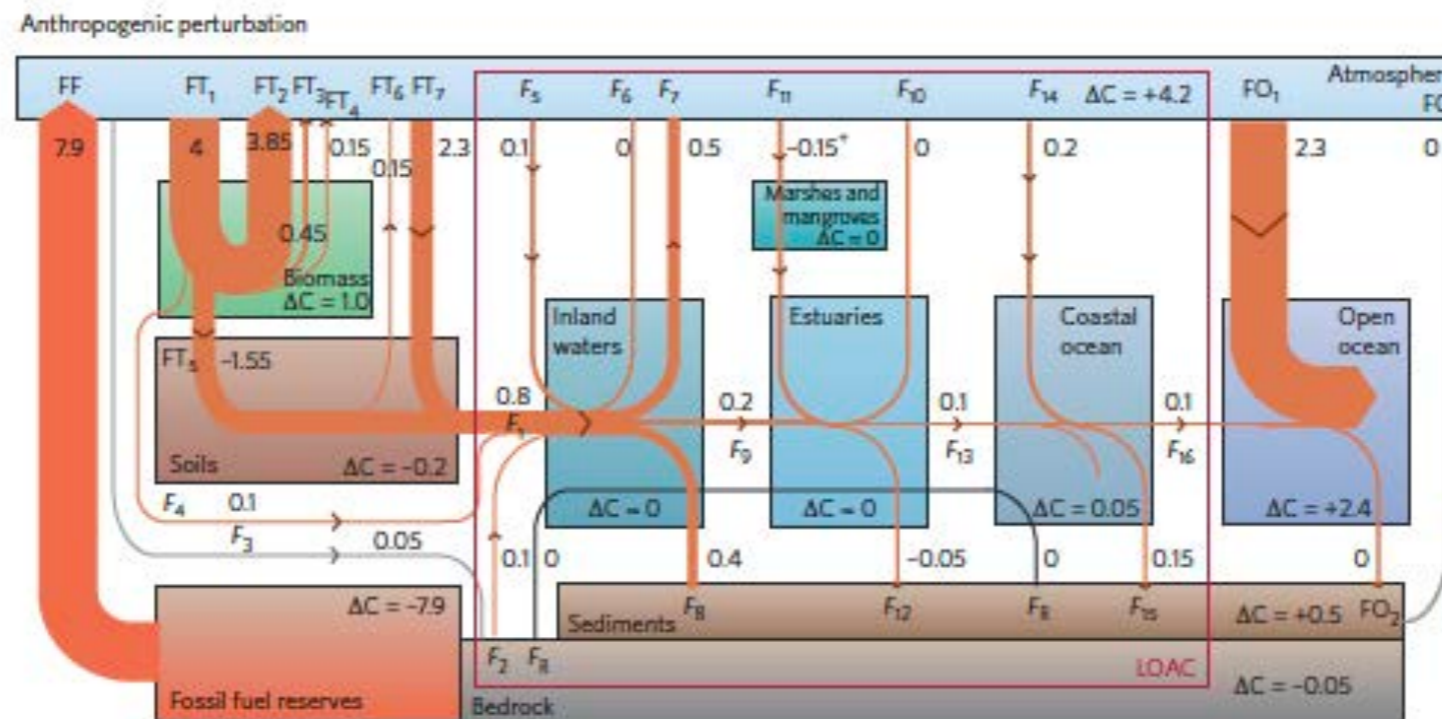 Anthropogenic perturbation
FF FT1 FT2 FT3 FT4 FT6 FT7 F5 F6 F7 F11 F10 F14 ΔC = +4.2 FO1 Atmospher
FO
7.9 4 3.85 0.15 0.15 2.3 0.1 0 0.5 -0.15* 0 0.2 2.3 0
Marshes and
mangroves
ΔC = 0
0.45
Biomass
ΔC = 1.0
Inland
waters
Estuaries
Coastal
ocean
Open
ocean
FT5 -1.55
0.8 0.2 0.1 0.1
F1 F9 F13 F16
Soils ΔC = -0.2
ΔC = 0 ΔC = 0 ΔC = 0.05 ΔC = +2.4
F4 0.1
F3 0.05
0.1 0 0.4 -0.05 0 0.15 0
ΔC = -7.9
Sediments F8 F12 FR F15 ΔC = +0.5 FO2
F2 FR LOAC
ΔC = -0.05
Fossil fuel reserves
Bedrock